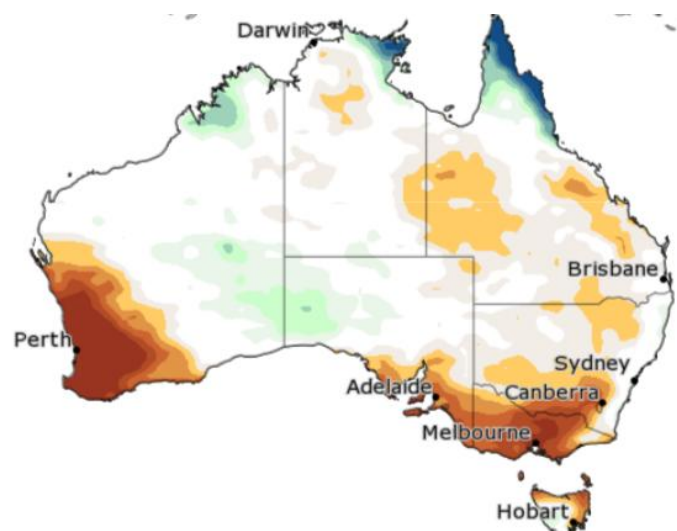 Darwin
Brisbane
Perth
Sydney
Adelaide
Canberra
Melbourne
Hobart